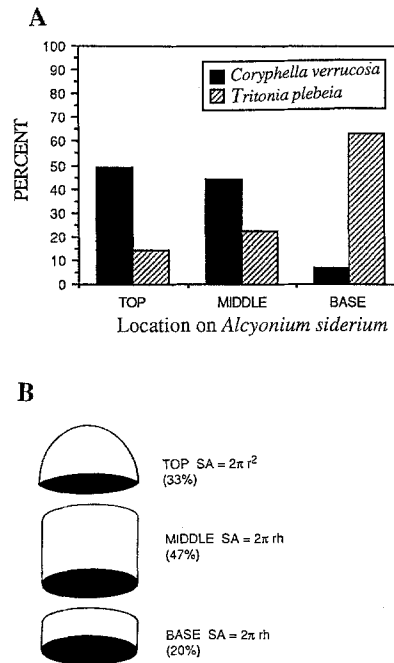 A
Coryphella verrucosa
Tritonia plebeia
PERCENT
100
90
80
70
60
50
40
30
20
10
0
TOP MIDDLE BASE
Location on Alcyonium siderium
B
TOP SA = 2π r²
(33%)
MIDDLE SA = 2π rh
(47%)
BASE SA = 2π rh
(20%)